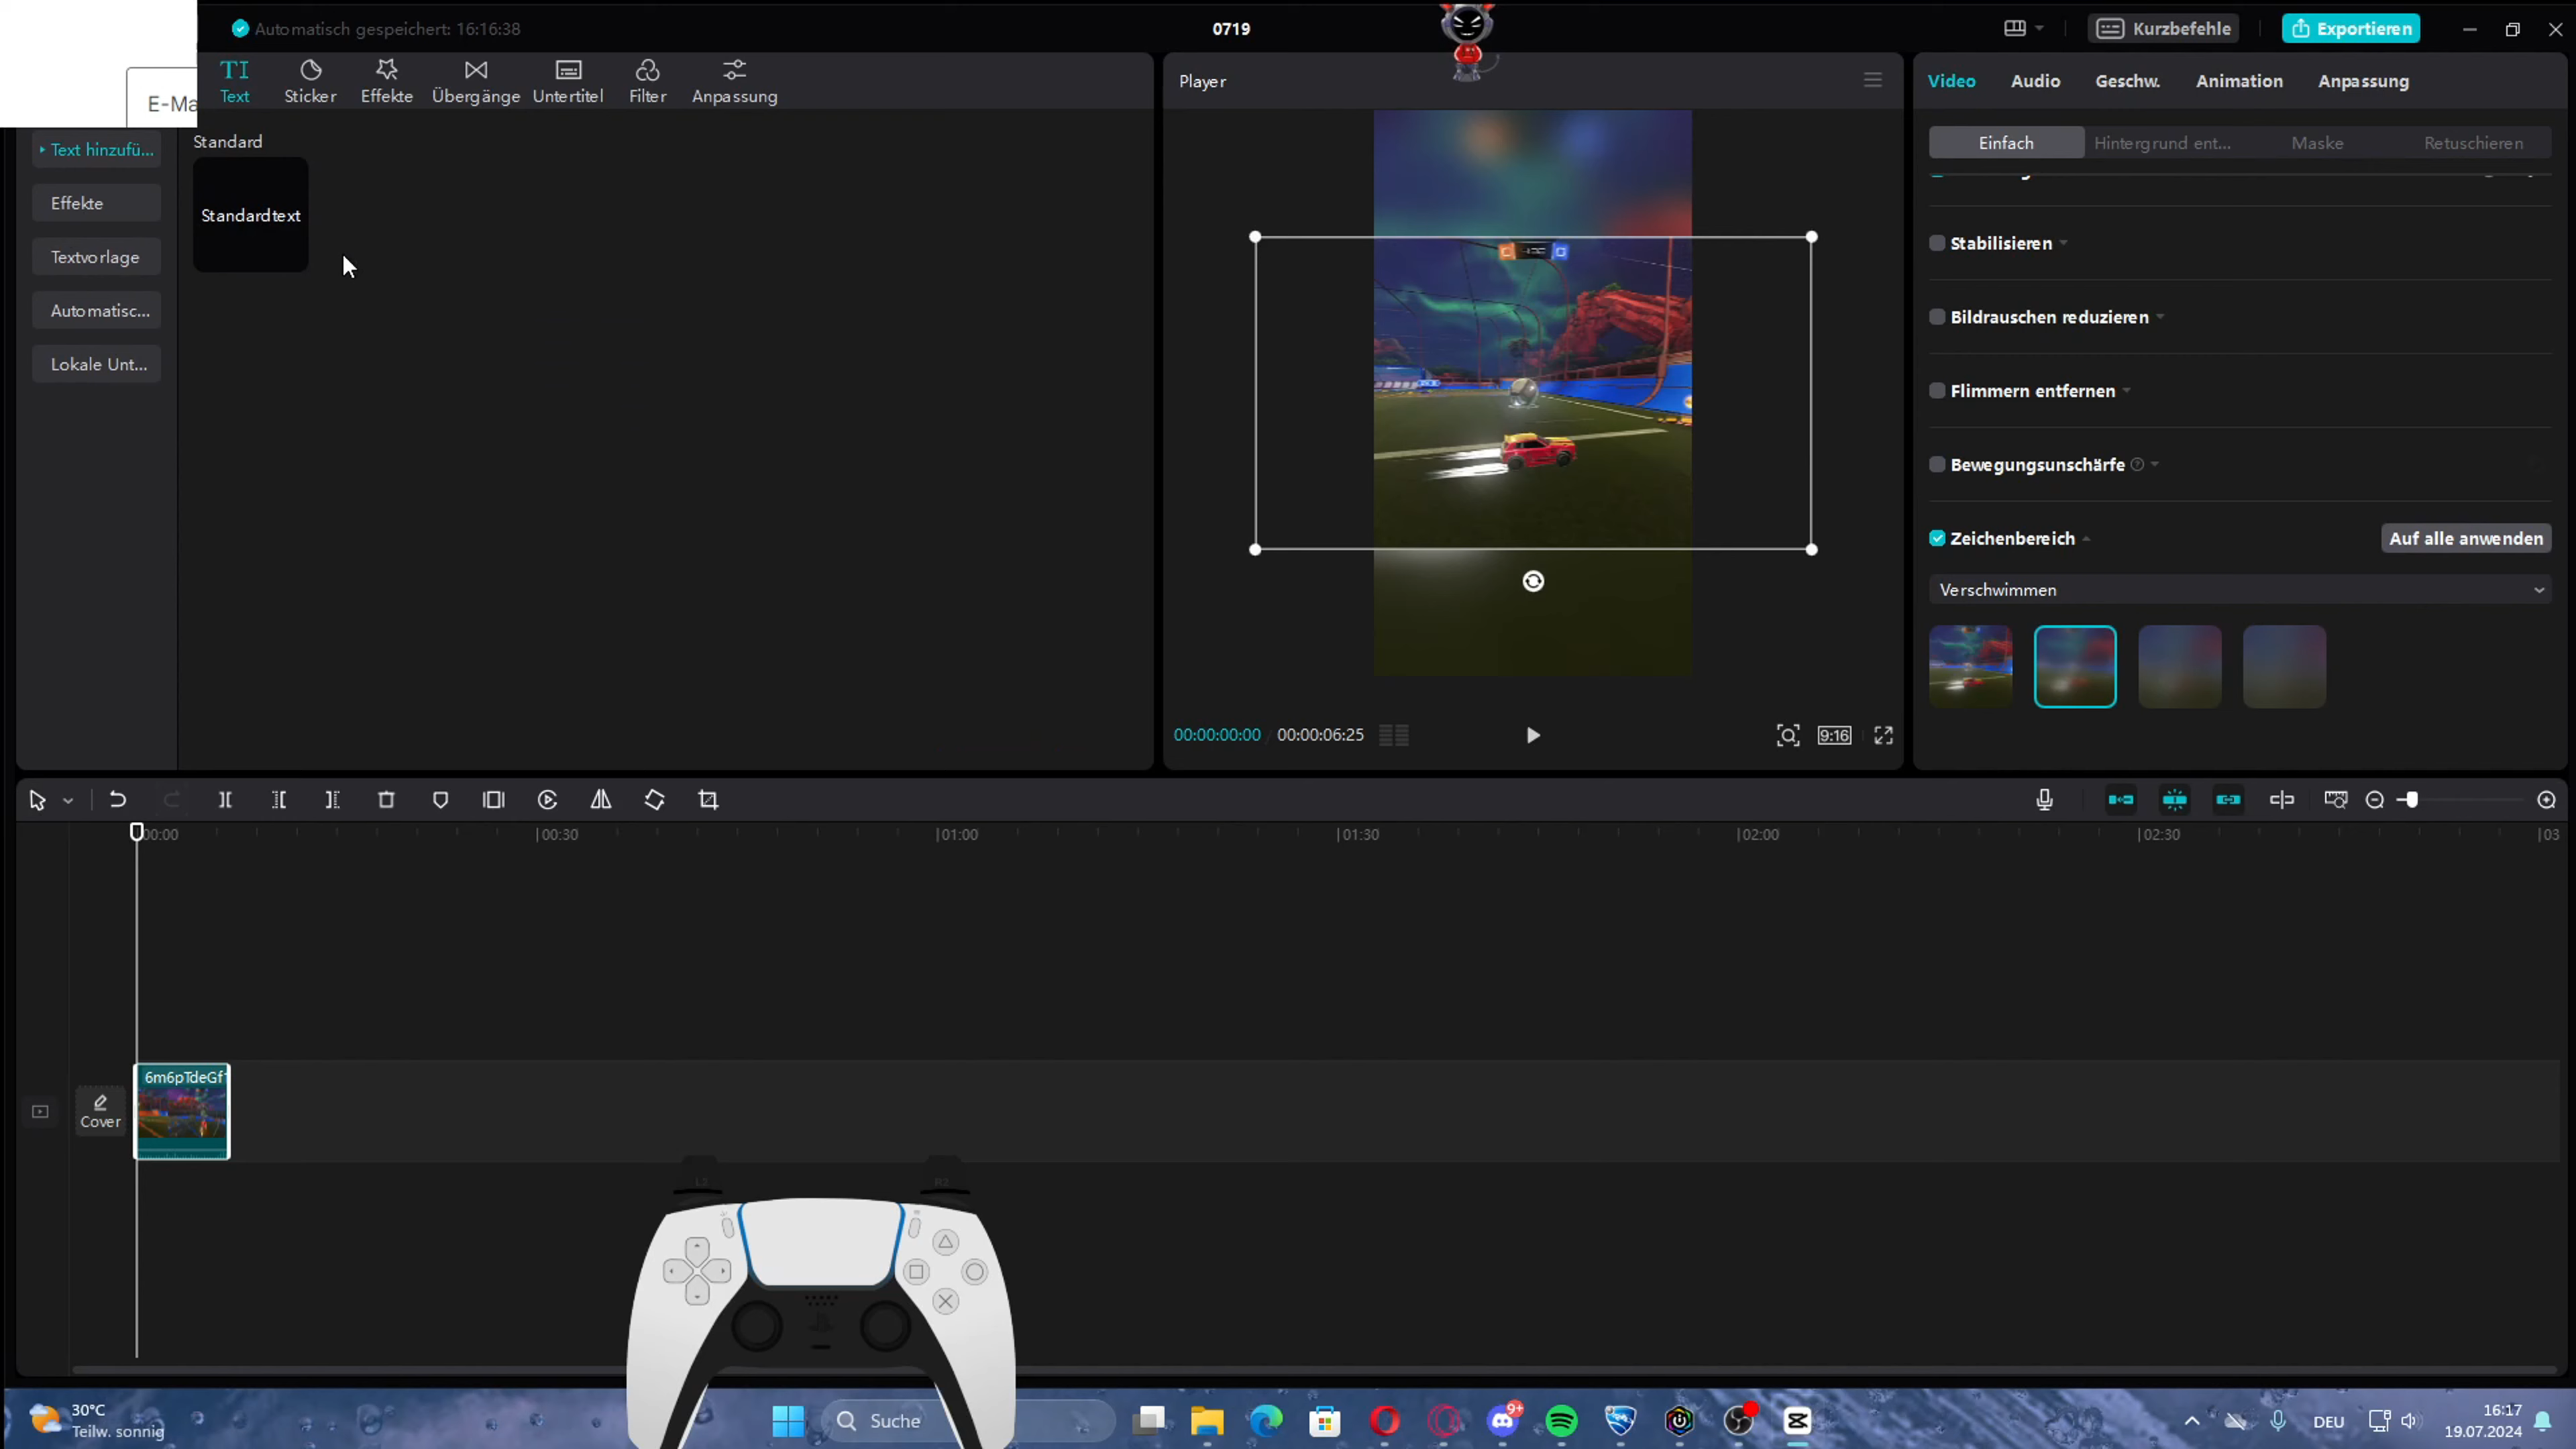 Automatisch gespeichert: 16:16:38
0719
Kurzbefehle
Exportieren
E-Ma
TI
Text
Sticker
Effekte
Übergänge
Untertitel
Filter
Anpassung
Player
Video
Audio
Geschw.
Animation
Anpassung
Text hinzufü...
Effekte
Textvorlage
Automatisc...
Lokale Unt...
Standard
Standardtext
Einfach
Hintergrund ent...
Maske
Retuschieren
Stabilisieren
Bildrauschen reduzieren
Flimmern entfernen
Bewegungsunschärfe
Zeichenbereich
Auf alle anwenden
Verschwimmen
00:00:00:00 / 00:00:06:25
9:16
00:00
00:30
01:00
01:30
02:00
02:30
03
6m6pTdeGf
Cover
L2
R2
30°C
Teilw. sonnig
Suche
9+
DEU
16:17
19.07.2024